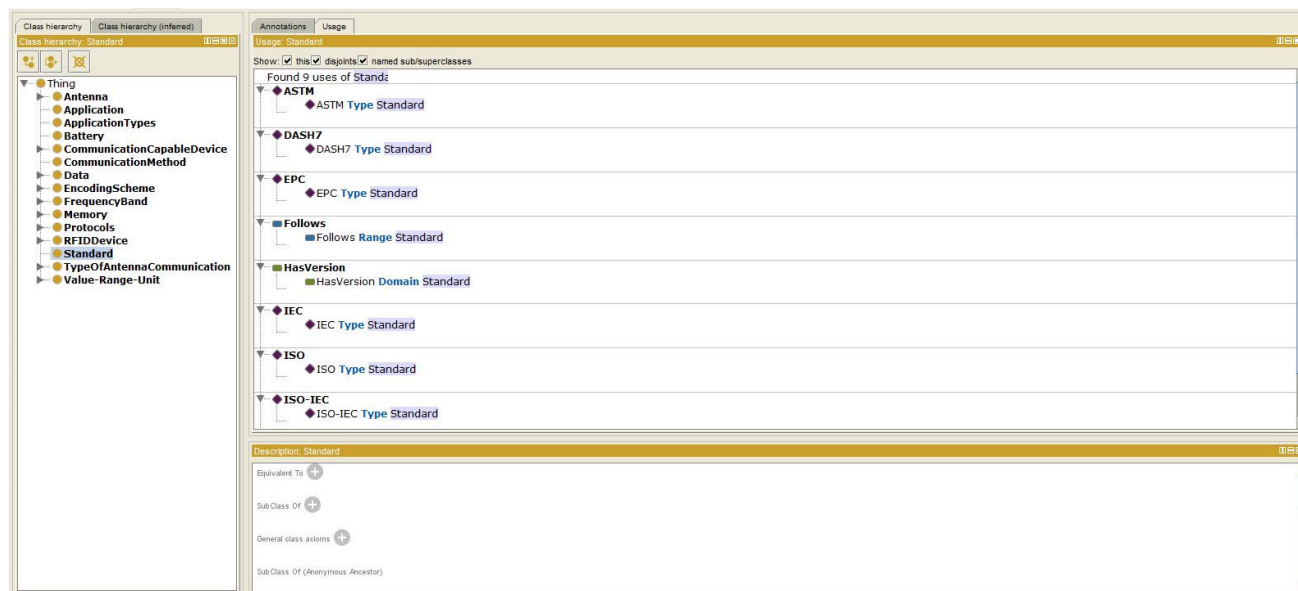 Class hierarchy
Class hierarchy (inferred)
Class hierarchy: Standard
Thing
Antenna
Application
ApplicationTypes
Battery
CommunicationCapableDevice
CommunicationMethod
Data
EncodingScheme
FrequencyBand
Memory
Protocols
RFIDDevice
Standard
TypeOfAntennaCommunication
Value-Range-Unit
Annotations
Usage
Usage: Standard
Show: this disjoints named sub/superclasses
Found 9 uses of Standa
ASTM
ASTM Type Standard
DASH7
DASH7 Type Standard
EPC
EPC Type Standard
Follows
Follows Range Standard
HasVersion
HasVersion Domain Standard
IEC
IEC Type Standard
ISO
ISO Type Standard
ISO-IEC
ISO-IEC Type Standard
Description: Standard
Equivalent To
SubClass Of
General class axioms
SubClass Of (Anonymous Ancestor)